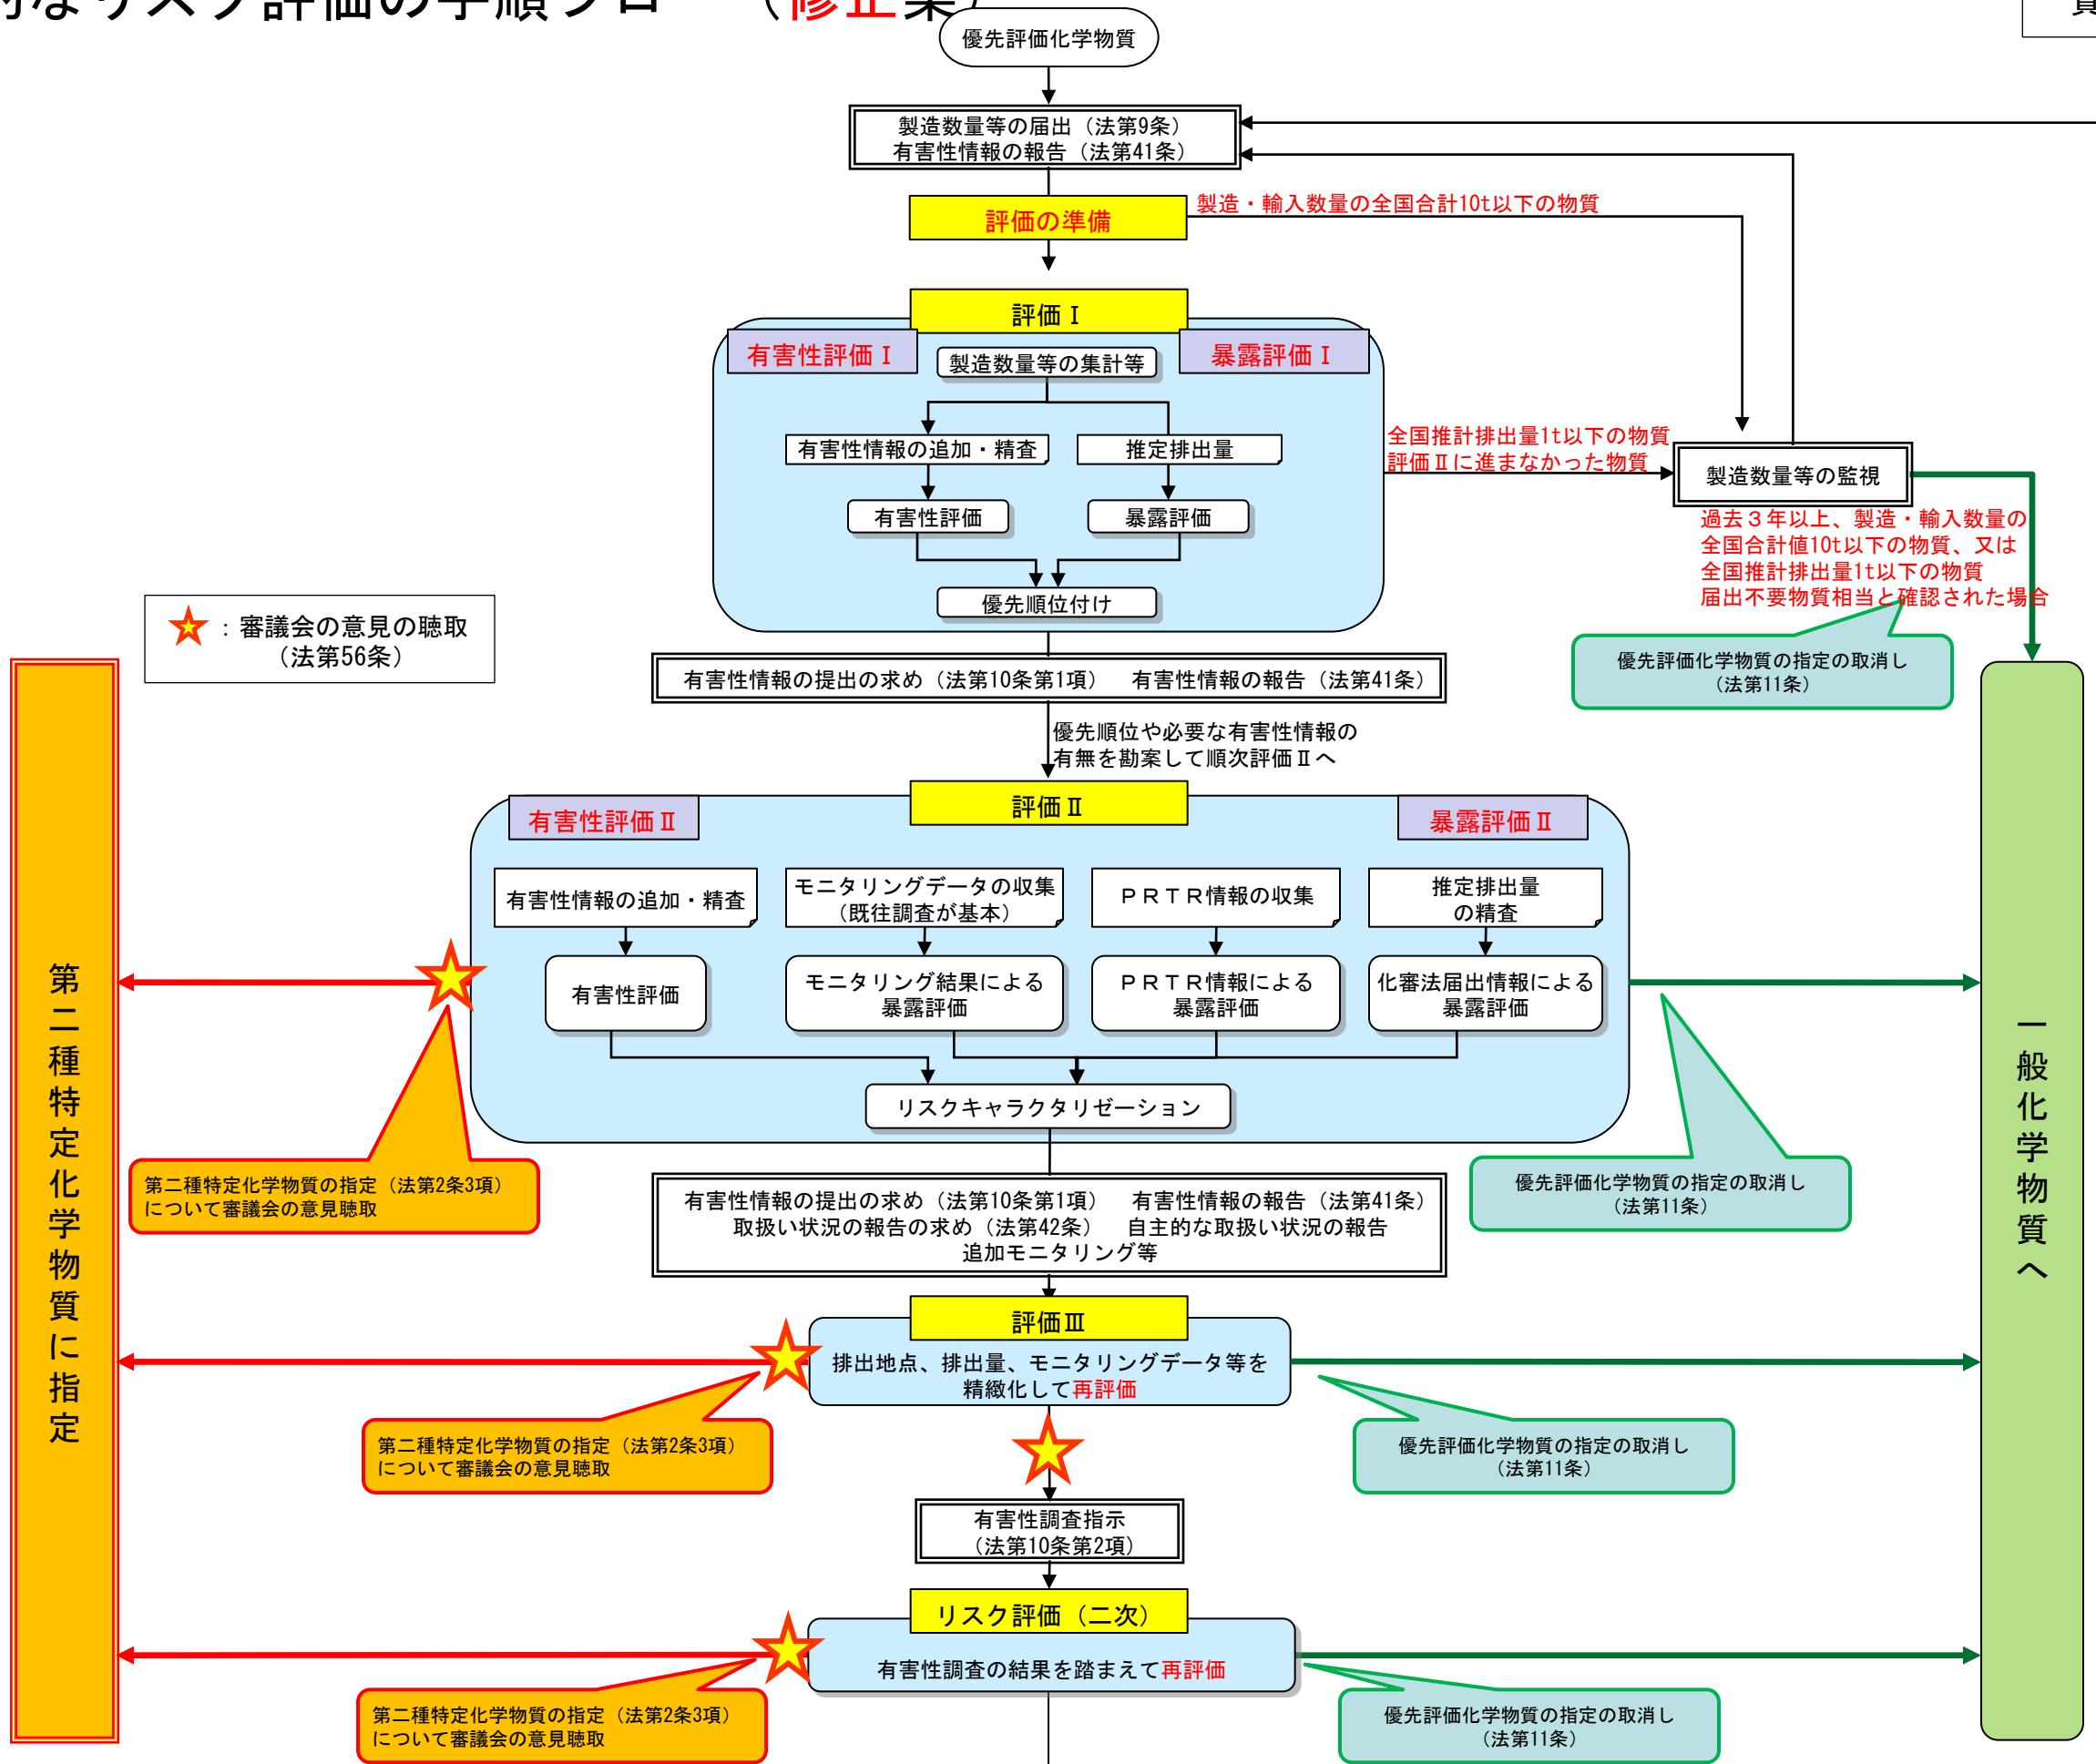 なリスク評価の手順フロー（修正案）
優先評価化学物質
製造数量等の届出（法第9条）
有害性情報の報告（法第41条）
評価の準備
製造・輸入数量の全国合計10t以下の物質
評価Ⅰ
有害性評価Ⅰ
製造数量等の集計等
暴露評価Ⅰ
有害性情報の追加・精査
推定排出量
有害性評価
暴露評価
優先順位付け
全国推計排出量1t以下の物質
評価Ⅱに進まなかった物質
製造数量等の監視
過去３年以上、製造・輸入数量の
全国合計値10t以下の物質、又は
全国推計排出量1t以下の物質
届出不要物質相当と確認された場合
：審議会の意見の聴取
（法第56条）
優先評価化学物質の指定の取消し
（法第11条）
有害性情報の提出の求め（法第10条第1項）　有害性情報の報告（法第41条）
優先順位や必要な有害性情報の
有無を勘案して順次評価Ⅱへ
評価Ⅱ
有害性評価Ⅱ
暴露評価Ⅱ
有害性情報の追加・精査
モニタリングデータの収集
（既往調査が基本）
ＰＲＴＲ情報の収集
推定排出量
の精査
有害性評価
モニタリング結果による
暴露評価
ＰＲＴＲ情報による
暴露評価
化審法届出情報による
暴露評価
リスクキャラクタリゼーション
第二種特定化学物質に指定
一般化学物質へ
第二種特定化学物質の指定（法第2条3項）
について審議会の意見聴取
優先評価化学物質の指定の取消し
（法第11条）
有害性情報の提出の求め（法第10条第1項）　有害性情報の報告（法第41条）
取扱い状況の報告の求め（法第42条）　自主的な取扱い状況の報告
追加モニタリング等
評価Ⅲ
排出地点、排出量、モニタリングデータ等を
精緻化して再評価
第二種特定化学物質の指定（法第2条3項）
について審議会の意見聴取
優先評価化学物質の指定の取消し
（法第11条）
有害性調査指示
（法第10条第2項）
リスク評価（二次）
有害性調査の結果を踏まえて再評価
第二種特定化学物質の指定（法第2条3項）
について審議会の意見聴取
優先評価化学物質の指定の取消し
（法第11条）